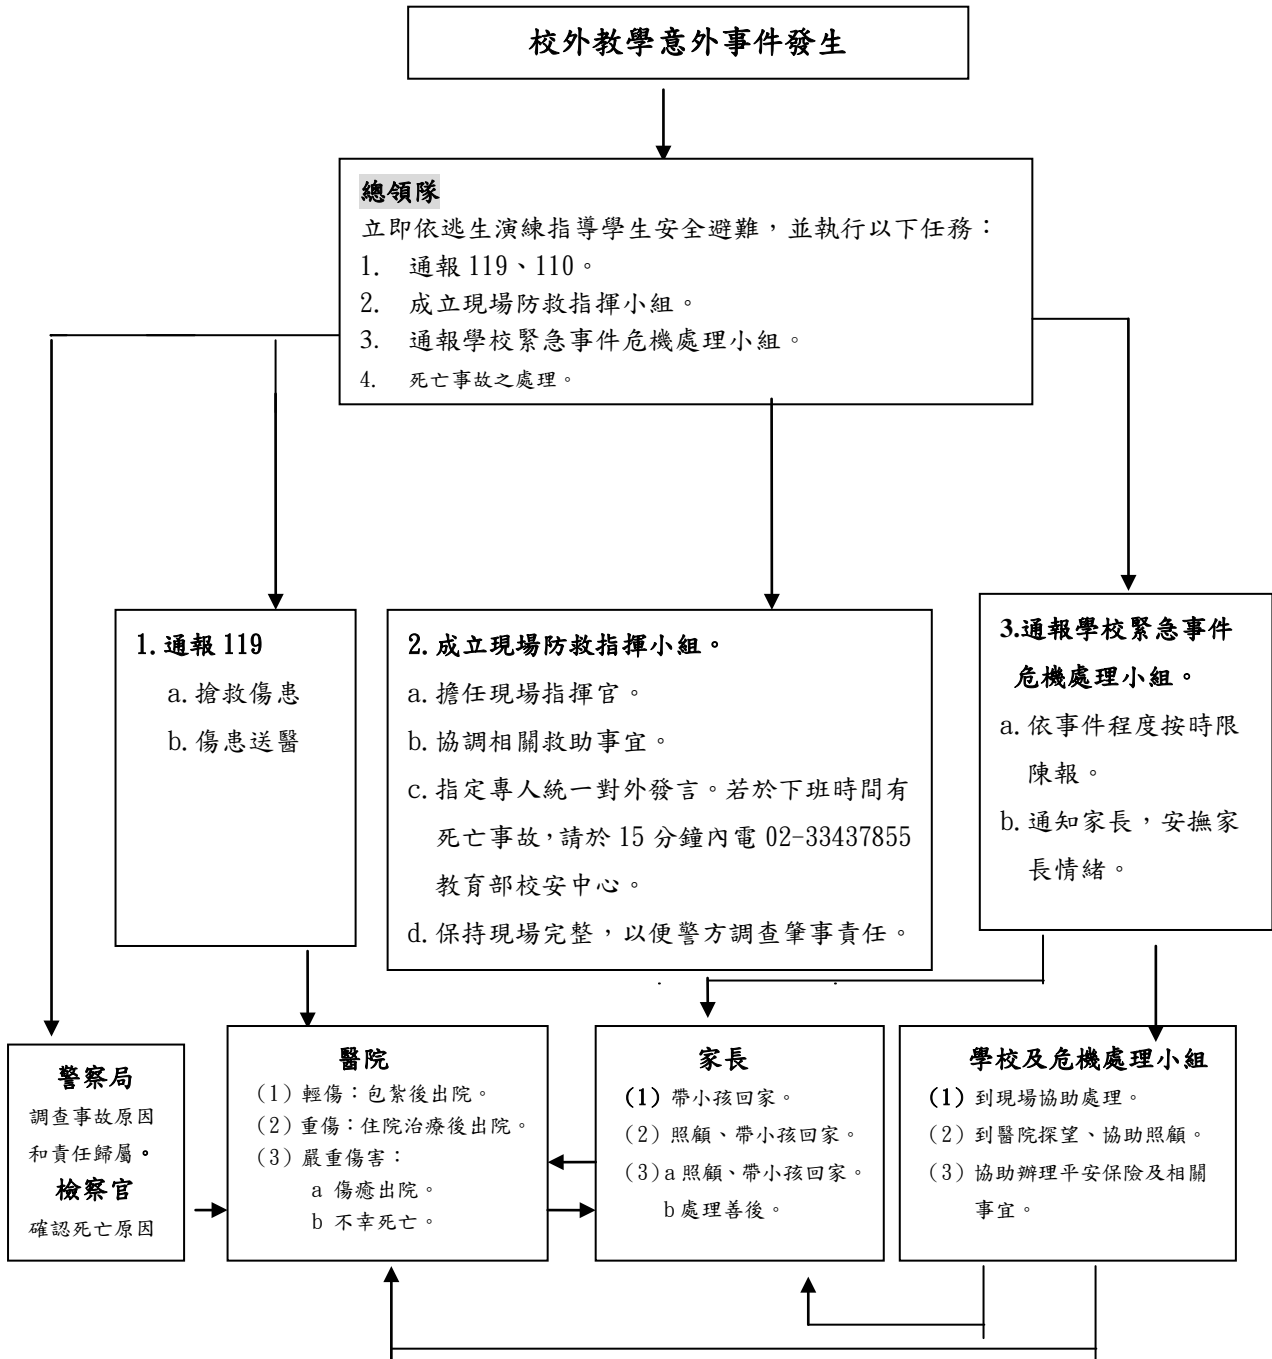 校外教學意外事件發生
總領隊
立即依逃生演練指導學生安全避難，並執行以下任務：
1. 通報 119、110。
2. 成立現場防救指揮小組。
3. 通報學校緊急事件危機處理小組。
4. 死亡事故之處理。
1. 通報 119
a. 搶救傷患
b. 傷患送醫
2. 成立現場防救指揮小組。
a. 擔任現場指揮官。
b. 協調相關救助事宜。
c. 指定專人統一對外發言。若於下班時間有
死亡事故，請於 15 分鐘內電 02-33437855
教育部校安中心。
d. 保持現場完整，以便警方調查肇事責任。
3.通報學校緊急事件
危機處理小組。
a. 依事件程度按時限
陳報。
b. 通知家長，安撫家
長情緒。
警察局
調查事故原因
和責任歸屬。
檢察官
確認死亡原因
醫院
(1) 輕傷：包紮後出院。
(2) 重傷：住院治療後出院。
(3) 嚴重傷害：
a 傷癒出院。
b 不幸死亡。
家長
(1) 帶小孩回家。
(2) 照顧、帶小孩回家。
(3) a 照顧、帶小孩回家。
b 處理善後。
學校及危機處理小組
(1) 到現場協助處理。
(2) 到醫院探望、協助照顧。
(3) 協助辦理平安保險及相關
事宜。